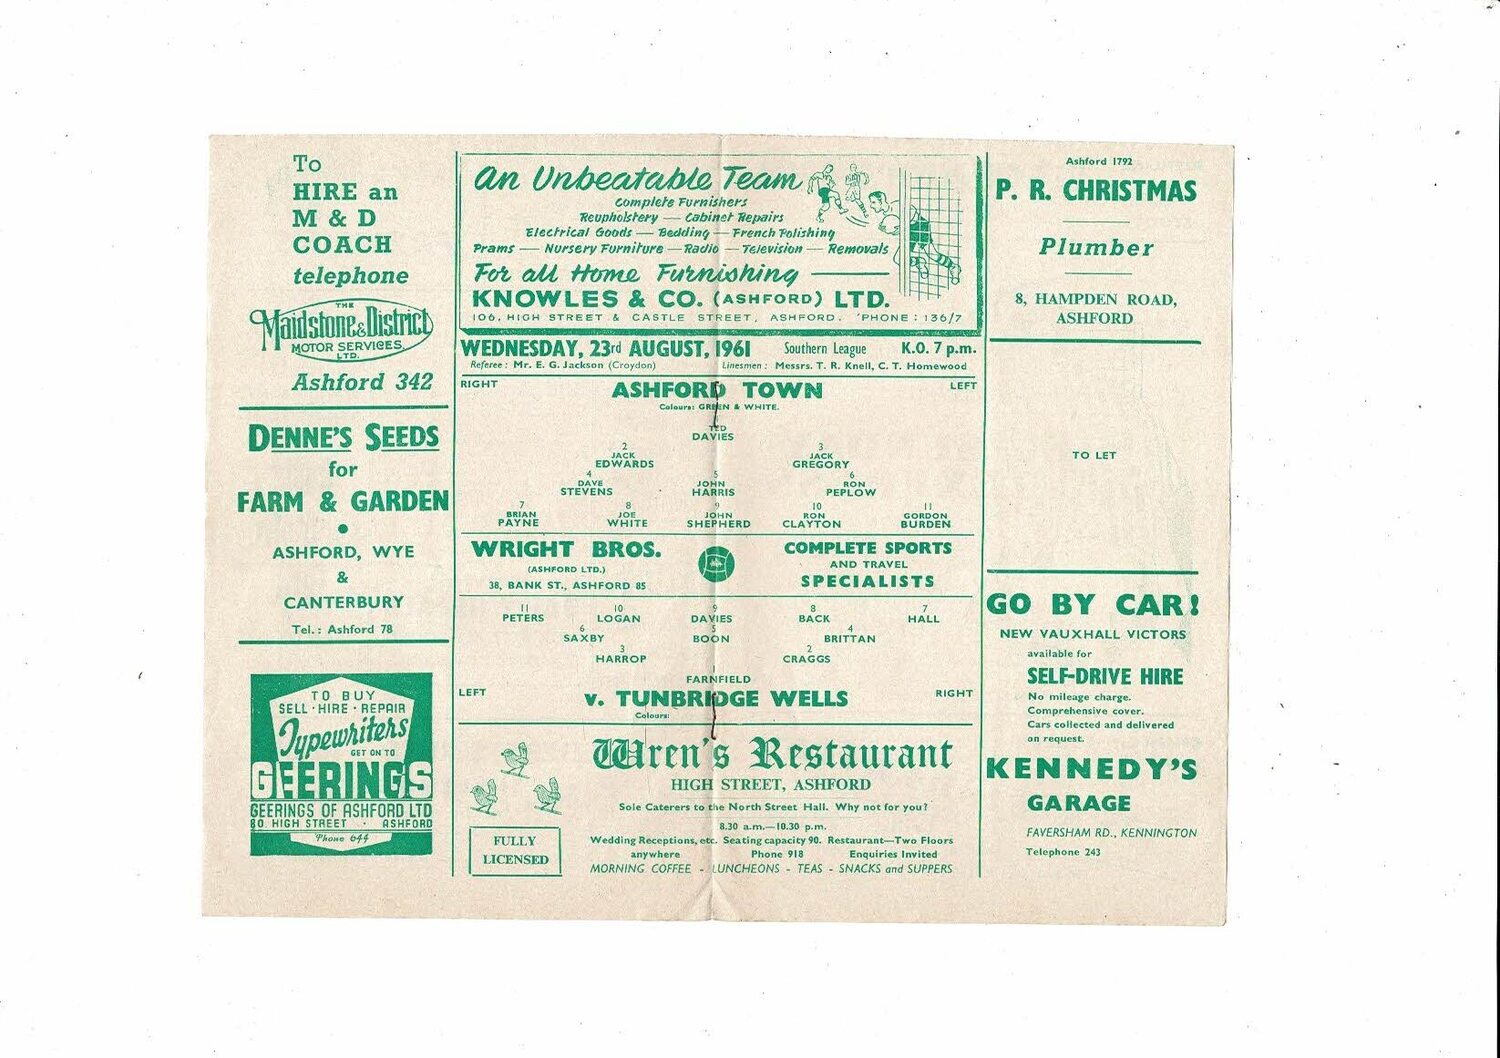 To
HIRE an
M & D
COACH
telephone
THE
Maidstone & District
MOTOR SERVICES,
LTD.
Ashford 342
DENNE'S SEEDS
for
FARM & GARDEN
ASHFORD, WYE
&
CANTERBURY
Tel.: Ashford 78
TO BUY
SELL · HIRE · REPAIR
Typewriters
GET ON TO
GEERINGS
GEERINGS OF ASHFORD LTD
80. HIGH STREET · ASHFORD
'Phone 644
An Unbeatable Team
Complete Furnishers
Reupholstery — Cabinet Repairs
Electrical Goods — Bedding — French Polishing
Prams — Nursery Furniture — Radio — Television — Removals
For all Home Furnishing
KNOWLES & CO. (ASHFORD) LTD.
106, HIGH STREET & CASTLE STREET, ASHFORD. 'PHONE : 136/7
WEDNESDAY, 23rd AUGUST, 1961 Southern League K.O. 7 p.m.
Referee : Mr. E. G. Jackson (Croydon) Linesmen : Messrs. T. R. Knell, C. T. Homewood
RIGHT ASHFORD TOWN LEFT
Colours: GREEN & WHITE.
TED
DAVIES
2 3
JACK JACK
EDWARDS GREGORY
4 5 6
DAVE JOHN RON
STEVENS HARRIS PEPLOW
7 8 9 10 11
BRIAN JOE JOHN RON GORDON
PAYNE WHITE SHEPHERD CLAYTON BURDEN
WRIGHT BROS.
(ASHFORD LTD.)
38, BANK ST., ASHFORD 85
COMPLETE SPORTS
AND TRAVEL
SPECIALISTS
11 10 9 8 7
PETERS LOGAN DAVIES BACK HALL
6 5 4
SAXBY BOON BRITTAN
3 2
HARROP CRAGGS
1
FARNFIELD
LEFT v. TUNBRIDGE WELLS RIGHT
Colours:
Wren's Restaurant
HIGH STREET, ASHFORD
Sole Caterers to the North Street Hall. Why not for you?
8.30 a.m.—10.30 p.m.
Wedding Receptions, etc. Seating capacity 90. Restaurant—Two Floors
anywhere Phone 918 Enquiries Invited
MORNING COFFEE - LUNCHEONS - TEAS - SNACKS and SUPPERS
FULLY
LICENSED
Ashford 1792
P. R. CHRISTMAS
Plumber
8, HAMPDEN ROAD,
ASHFORD
TO LET
GO BY CAR!
NEW VAUXHALL VICTORS
available for
SELF-DRIVE HIRE
No mileage charge.
Comprehensive cover.
Cars collected and delivered
on request.
KENNEDY'S
GARAGE
FAVERSHAM RD., KENNINGTON
Telephone 243